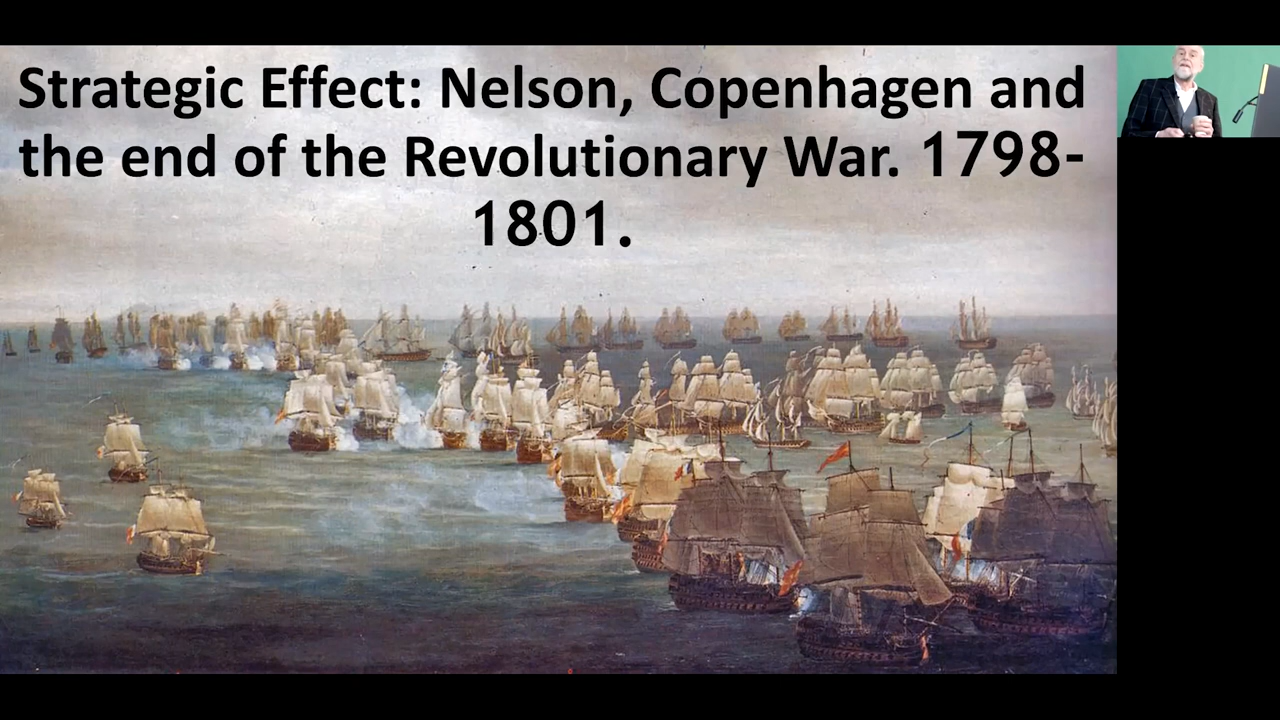 Strategic Effect: Nelson, Copenhagen and
the end of the Revolutionary War. 1798-
1801.